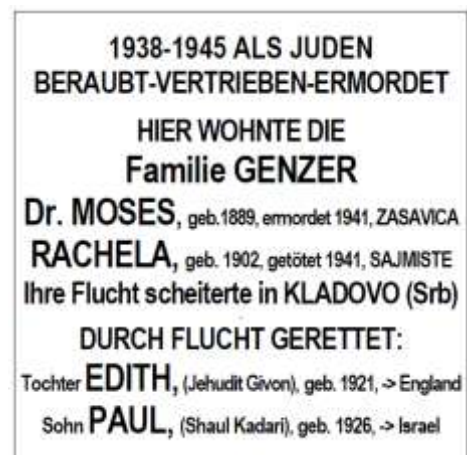 1938-1945 ALS JUDEN
BERAUBT-VERTRIEBEN-ERMORDET
HIER WOHNTE DIE
Familie GENZER
Dr. MOSES, geb.1889, ermordet 1941, ZASAVICA
RACHELA, geb. 1902, getötet 1941, SAJMISTE
Ihre Flucht scheiterte in KLADOVO (Srb)
DURCH FLUCHT GERETTET:
Tochter EDITH, (Jehudit Givon), geb. 1921, -> England
Sohn PAUL, (Shaul Kadari), geb. 1926, -> Israel